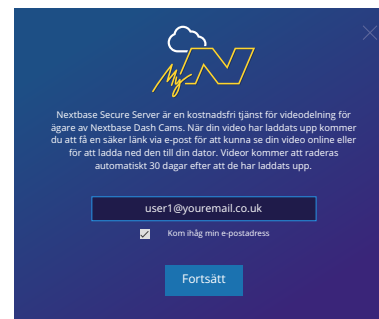 My N
Nextbase Secure Server är en kostnadsfri tjänst för videodelning för
ägare av Nextbase Dash Cams. När din video har laddats upp kommer
du att få en säker länk via e-post för att kunna se din video online eller
för att ladda ned den till din dator. Videor kommer att raderas
automatiskt 30 dagar efter att de har laddats upp.
user1@youremail.co.uk
Kom ihåg min e-postadress
Fortsätt